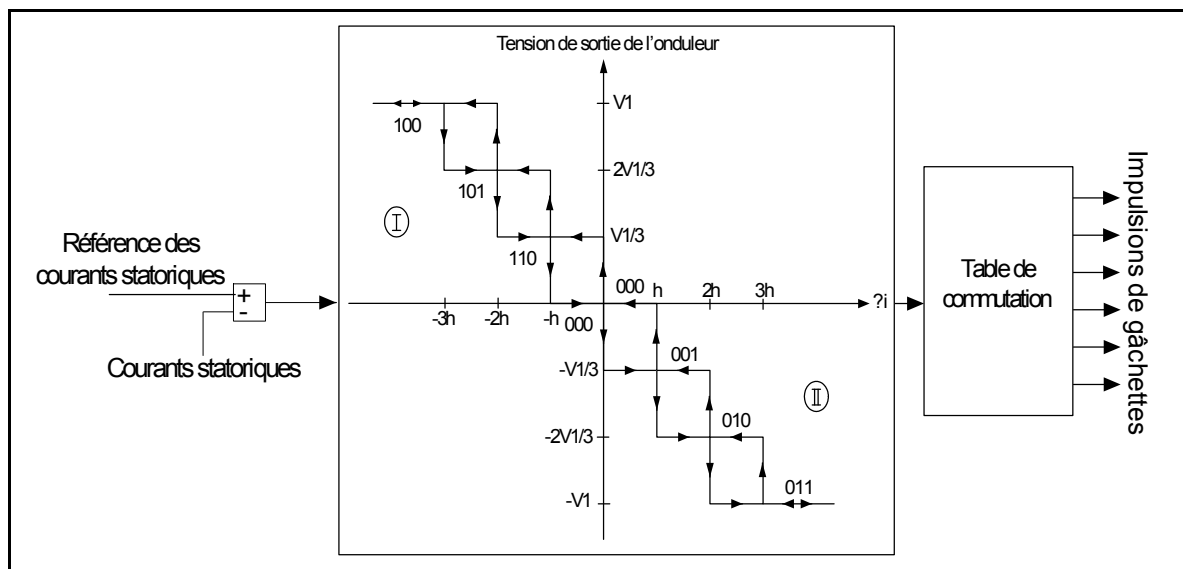 Tension de sortie de l'onduleur
V1
100
2V1/3
101
I
V1/3
110
Référence des
courants statoriques
+
-
Courants statoriques
-3h
-2h
-h
000
000
h
2h
3h
?i
-V1/3
001
II
-2V1/3
010
-V1
011
Table de
commutation
Impulsions de gâchettes